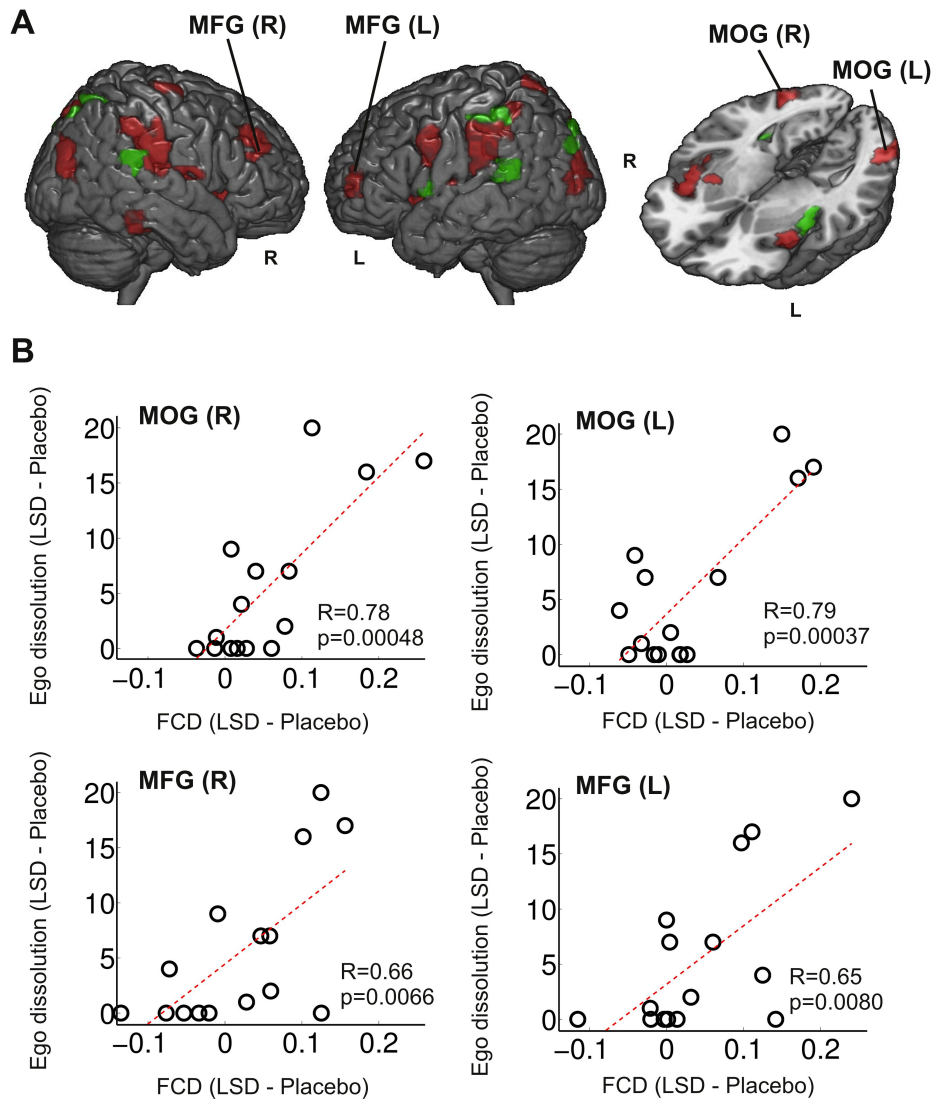 A
MFG (R)
MFG (L)
MOG (R)
MOG (L)
R
L
R
L
B
MOG (R)
Ego dissolution (LSD - Placebo)
20
15
10
5
0
R=0.78
p=0.00048
−0.1
0
0.1
0.2
FCD (LSD - Placebo)
MOG (L)
Ego dissolution (LSD - Placebo)
20
15
10
5
0
R=0.79
p=0.00037
−0.1
0
0.1
0.2
FCD (LSD - Placebo)
MFG (R)
Ego dissolution (LSD - Placebo)
20
15
10
5
0
R=0.66
p=0.0066
−0.1
0
0.1
0.2
FCD (LSD - Placebo)
MFG (L)
Ego dissolution (LSD - Placebo)
20
15
10
5
0
R=0.65
p=0.0080
−0.1
0
0.1
0.2
FCD (LSD - Placebo)